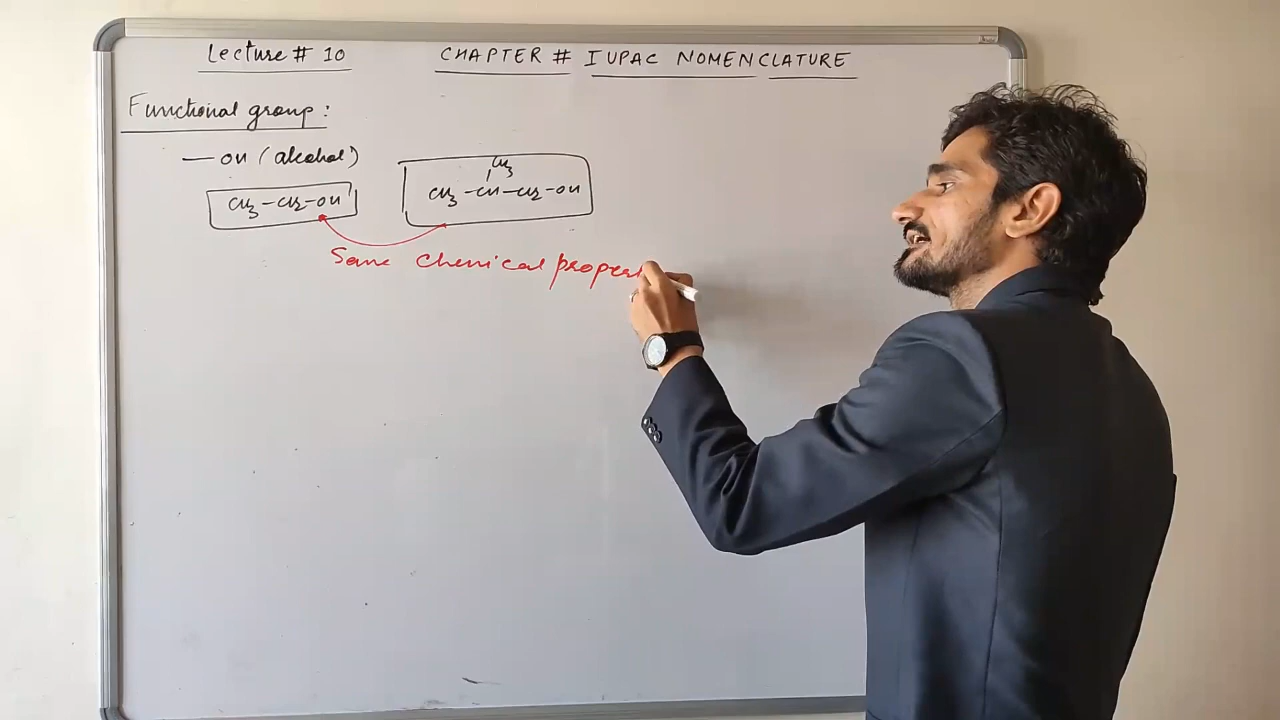 Lecture # 10 CHAPTER # IUPAC NOMENCLATURE
Functional group :
— OH (alcohol)
CH3
CH3 – CH2 – OH CH3 – CH – CH2 – OH
Same chemical propert